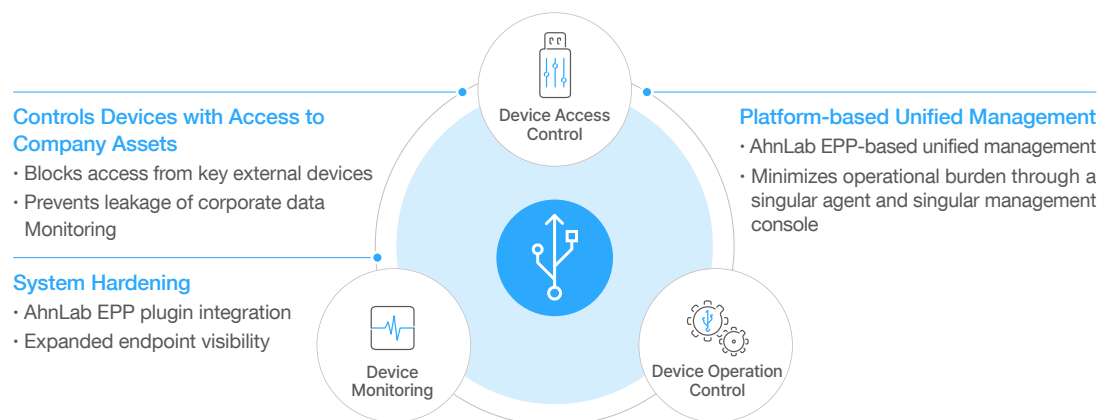 Device Access
Control
Controls Devices with Access to
Company Assets
· Blocks access from key external devices
· Prevents leakage of corporate data
Monitoring
System Hardening
· AhnLab EPP plugin integration
· Expanded endpoint visibility
Platform-based Unified Management
· AhnLab EPP-based unified management
· Minimizes operational burden through a
singular agent and singular management
console
Device
Monitoring
Device Operation
Control